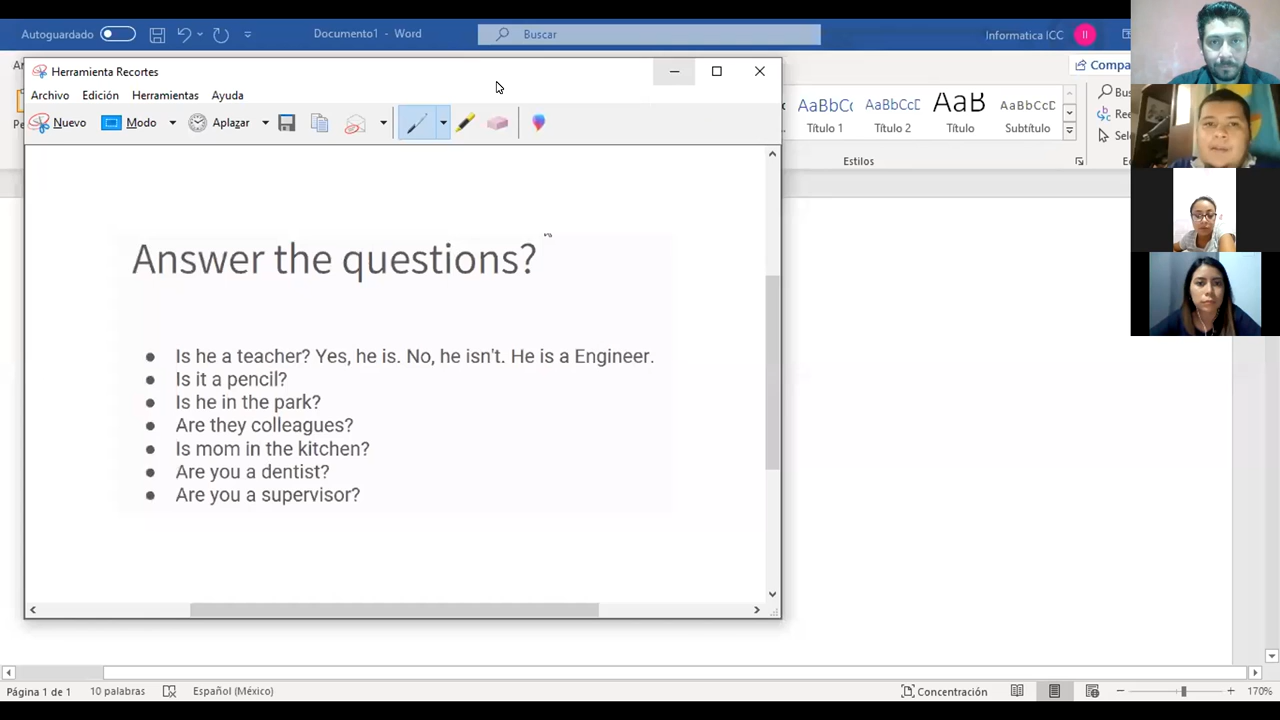 Autoguardado
Documento1 - Word
Buscar
Informatica ICC
II
Herramienta Recortes
Compa
Archivo Edición Herramientas Ayuda
Nuevo Modo Aplazar
AaBbCc AaBbCcD AaB AaBbCcD
Título 1 Título 2 Título Subtítulo
Estilos
Answer the questions?
Is he a teacher? Yes, he is. No, he isn't. He is a Engineer.
Is it a pencil?
Is he in the park?
Are they colleagues?
Is mom in the kitchen?
Are you a dentist?
Are you a supervisor?
Página 1 de 1 10 palabras Español (México) Concentración 170%